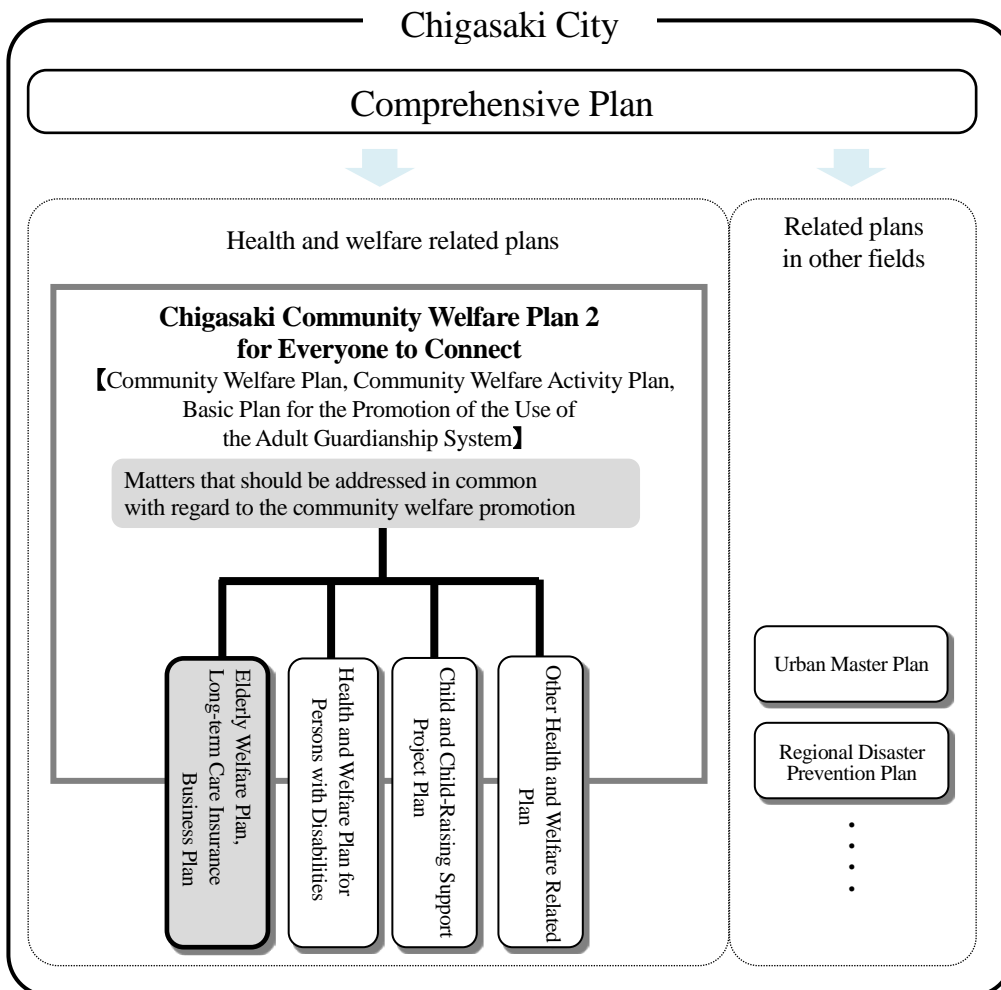 Chigasaki City
Comprehensive Plan
Health and welfare related plans
Chigasaki Community Welfare Plan 2
for Everyone to Connect
【Community Welfare Plan, Community Welfare Activity Plan,
Basic Plan for the Promotion of the Use of
the Adult Guardianship System】
Matters that should be addressed in common
with regard to the community welfare promotion
Elderly Welfare Plan,
Long-term Care Insurance
Business Plan
Health and Welfare Plan for
Persons with Disabilities
Child and Child-Raising Support
Project Plan
Other Health and Welfare Related
Plan
Related plans
in other fields
Urban Master Plan
Regional Disaster
Prevention Plan